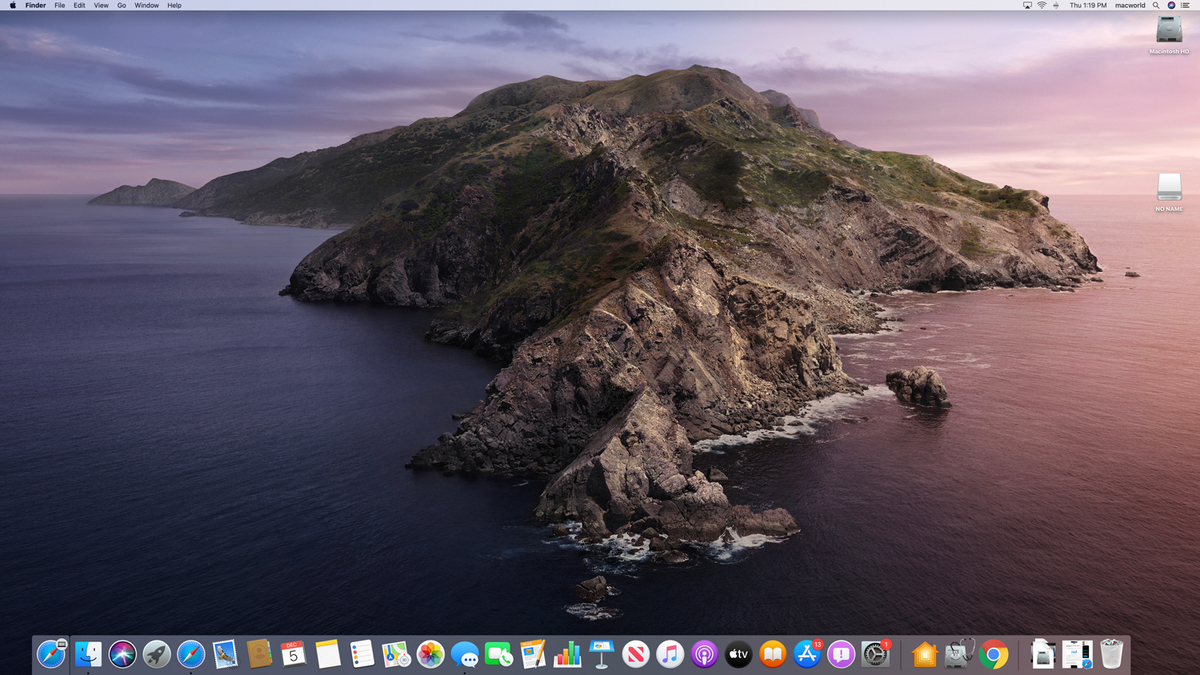 Finder File Edit View Go Window Help
Thu 1:19 PM macworld
Macintosh HD
NO NAME
DEC
5
tv
13
1